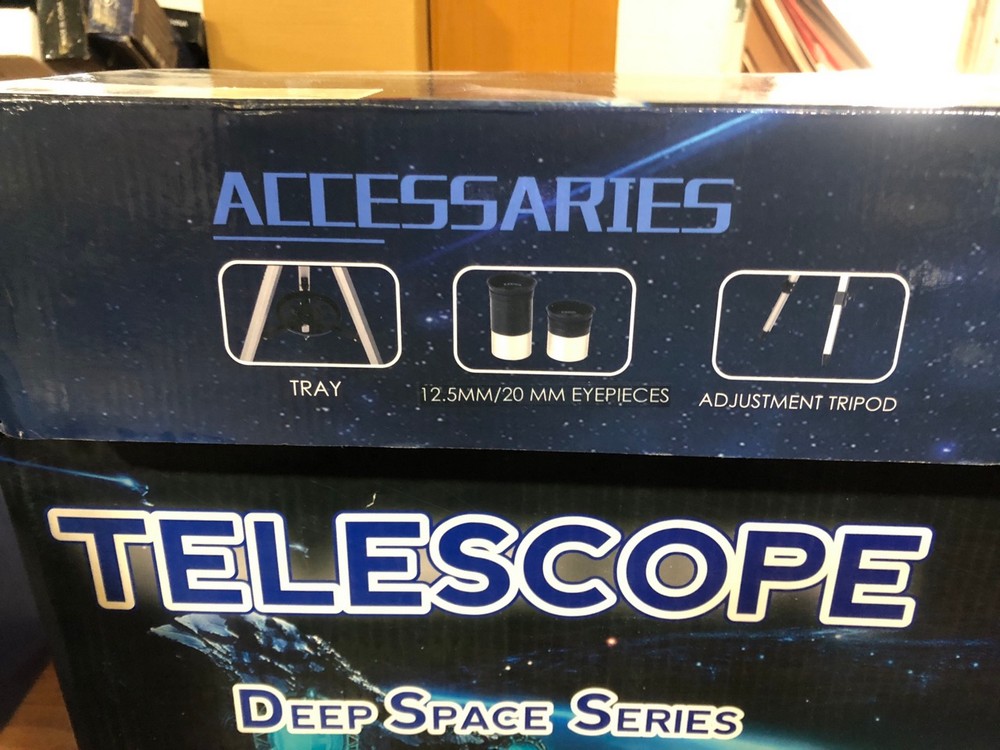 ACCESSARIES
TRAY
12.5MM/20 MM EYEPIECES
ADJUSTMENT TRIPOD
TELESCOPE
DEEP SPACE SERIES